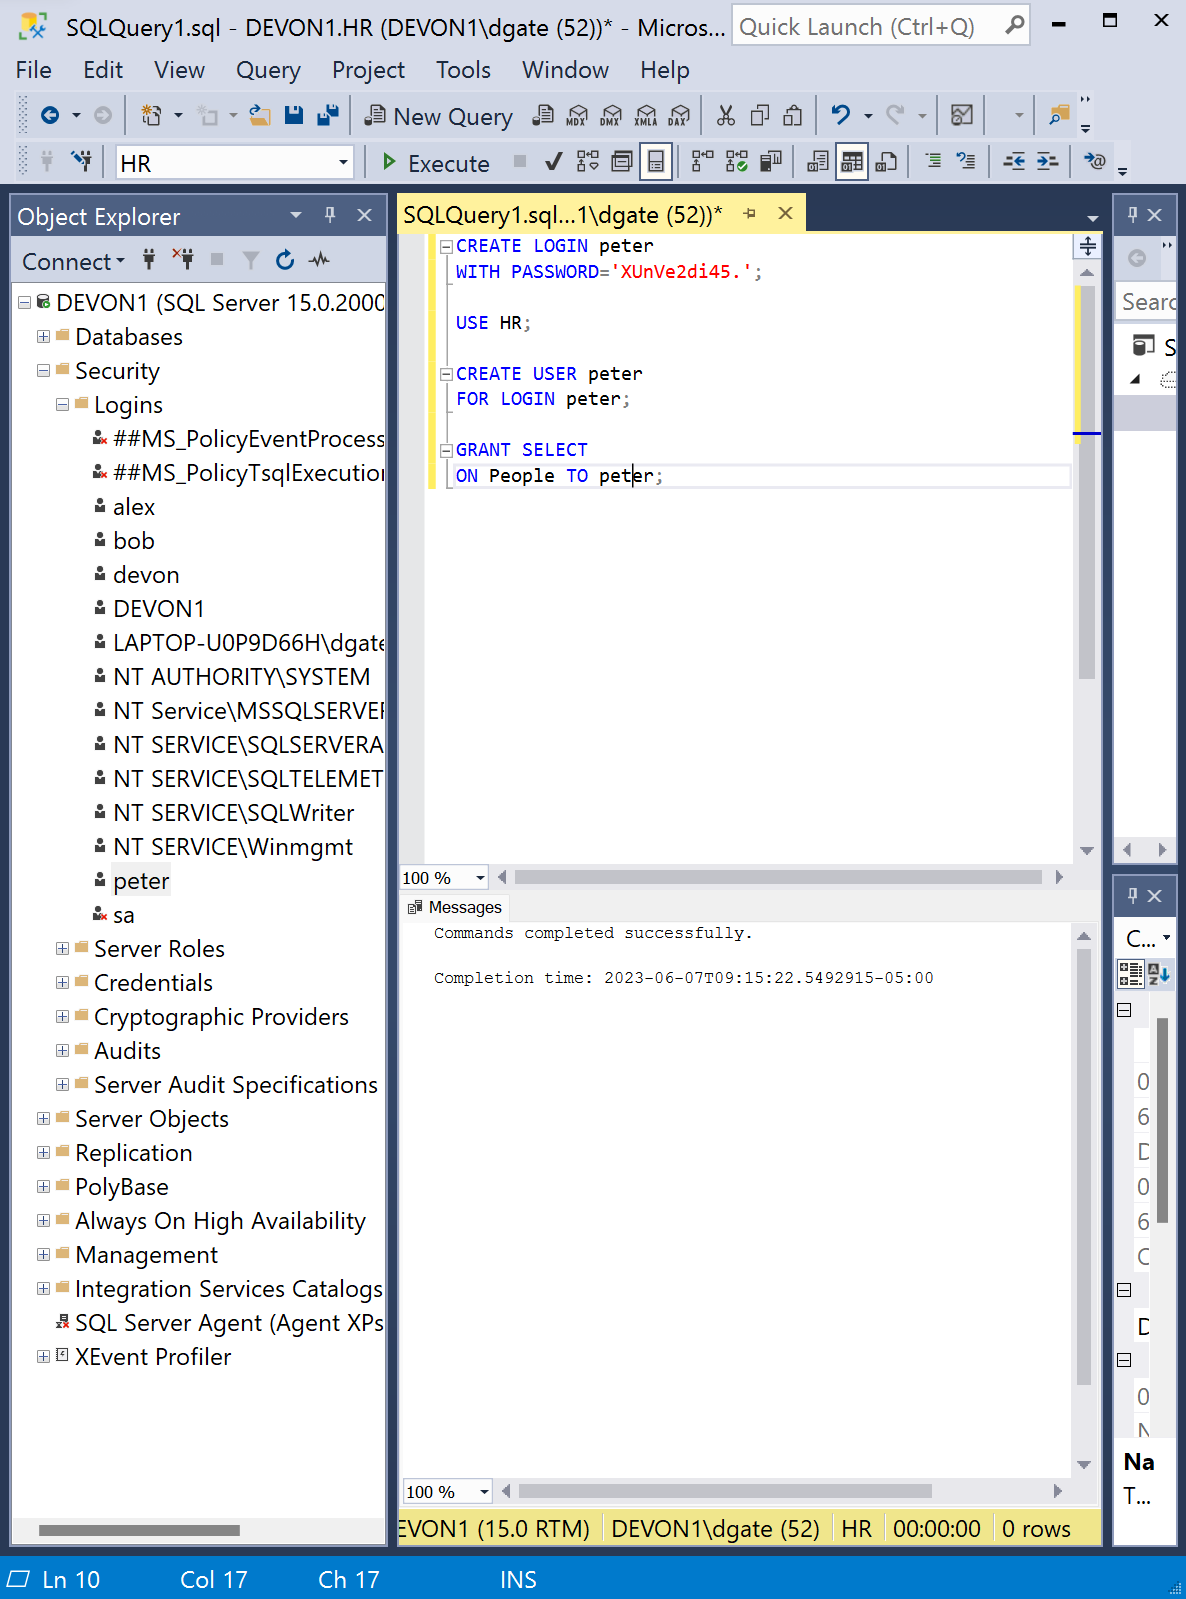 SQLQuery1.sql - DEVON1.HR (DEVON1\dgate (52))* - Micros...
Quick Launch (Ctrl+Q)
File Edit View Query Project Tools Window Help
New Query
MDX DMX XMLA DAX
HR
Execute
Object Explorer
Connect
DEVON1 (SQL Server 15.0.2000
Databases
Security
Logins
##MS_PolicyEventProcess
##MS_PolicyTsqlExecution
alex
bob
devon
DEVON1
LAPTOP-U0P9D66H\dgate
NT AUTHORITY\SYSTEM
NT Service\MSSQLSERVER
NT SERVICE\SQLSERVERA
NT SERVICE\SQLTELEMET
NT SERVICE\SQLWriter
NT SERVICE\Winmgmt
peter
sa
Server Roles
Credentials
Cryptographic Providers
Audits
Server Audit Specifications
Server Objects
Replication
PolyBase
Always On High Availability
Management
Integration Services Catalogs
SQL Server Agent (Agent XPs
XEvent Profiler
SQLQuery1.sql...1\dgate (52))*
CREATE LOGIN peter
WITH PASSWORD='XUnVe2di45.';
USE HR;
CREATE USER peter
FOR LOGIN peter;
GRANT SELECT
ON People TO peter;
100 %
Messages
Commands completed successfully.
Completion time: 2023-06-07T09:15:22.5492915-05:00
100 %
EVON1 (15.0 RTM) DEVON1\dgate (52) HR 00:00:00 0 rows
Searc
S
C...
0
6
D
0
6
C
D
0
N
Na
T...
Ln 10 Col 17 Ch 17 INS